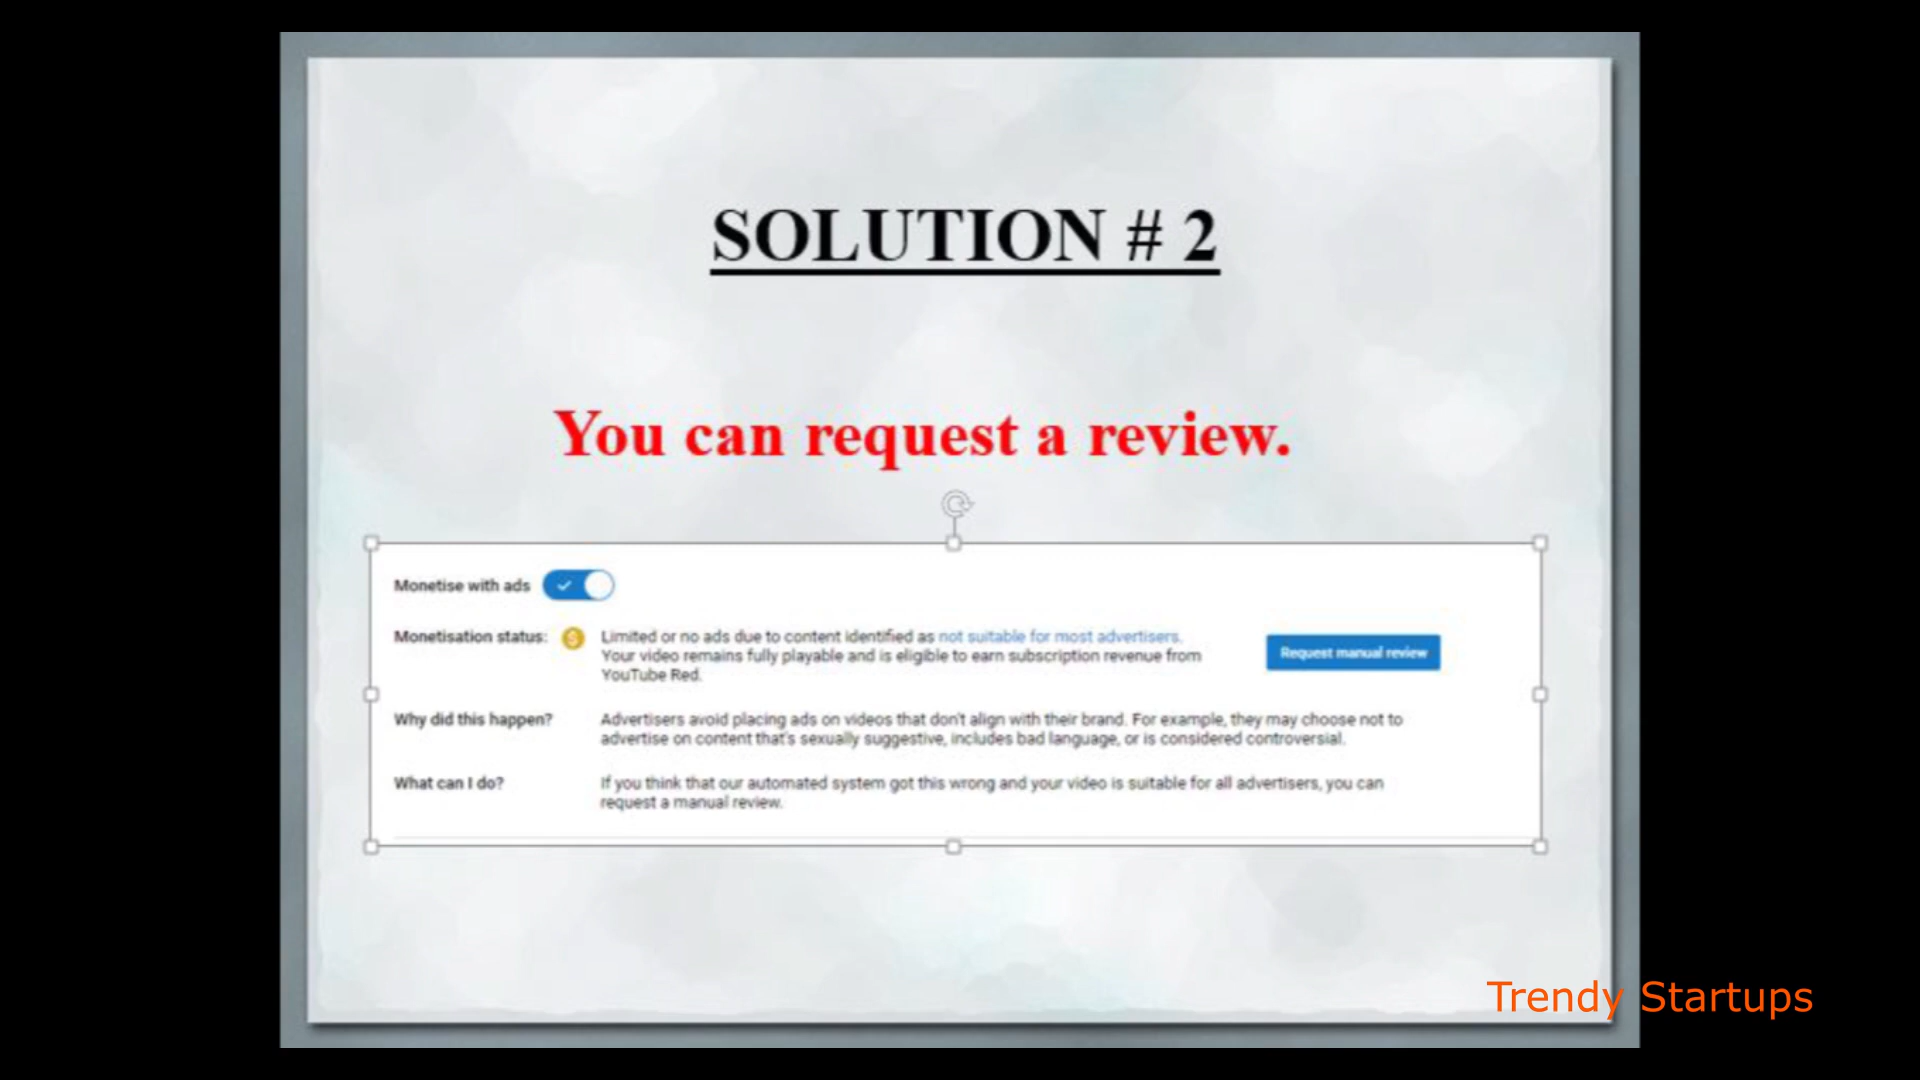 SOLUTION # 2
You can request a review.
Monetise with ads
Monetisation status:
Limited or no ads due to content identified as not suitable for most advertisers.
Your video remains fully playable and is eligible to earn subscription revenue from
YouTube Red.
Request manual review
Why did this happen?
Advertisers avoid placing ads on videos that don't align with their brand. For example, they may choose not to
advertise on content that's sexually suggestive, includes bad language, or is considered controversial.
What can I do?
If you think that our automated system got this wrong and your video is suitable for all advertisers, you can
request a manual review.
Trendy Startups